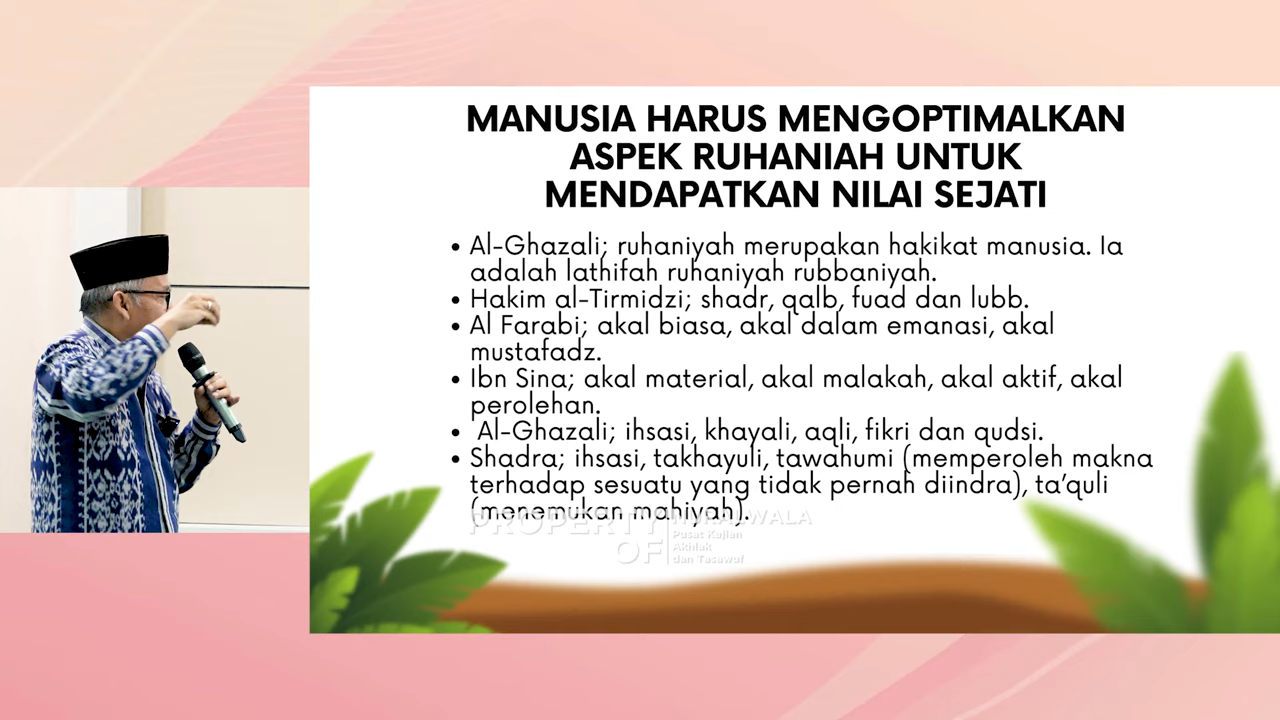 MANUSIA HARUS MENGOPTIMALKAN
ASPEK RUHANIAH UNTUK
MENDAPATKAN NILAI SEJATI
• Al-Ghazali; ruhaniyah merupakan hakikat manusia. Ia
adalah lathifah ruhaniyah rubbaniyah.
• Hakim al-Tirmidzi; shadr, qalb, fuad dan lubb.
• Al Farabi; akal biasa, akal dalam emanasi, akal
mustafadz.
• Ibn Sina; akal material, akal malakah, akal aktif, akal
perolehan.
• Al-Ghazali; ihsasi, khayali, aqli, fikri dan qudsi.
• Shadra; ihsasi, takhayuli, tawahumi (memperoleh makna
terhadap sesuatu yang tidak pernah diindra), ta’quli
(menemukan mahiyah).
PROPERTY
OF
Pusat Kajian
Akhlak
dan Tasawuf